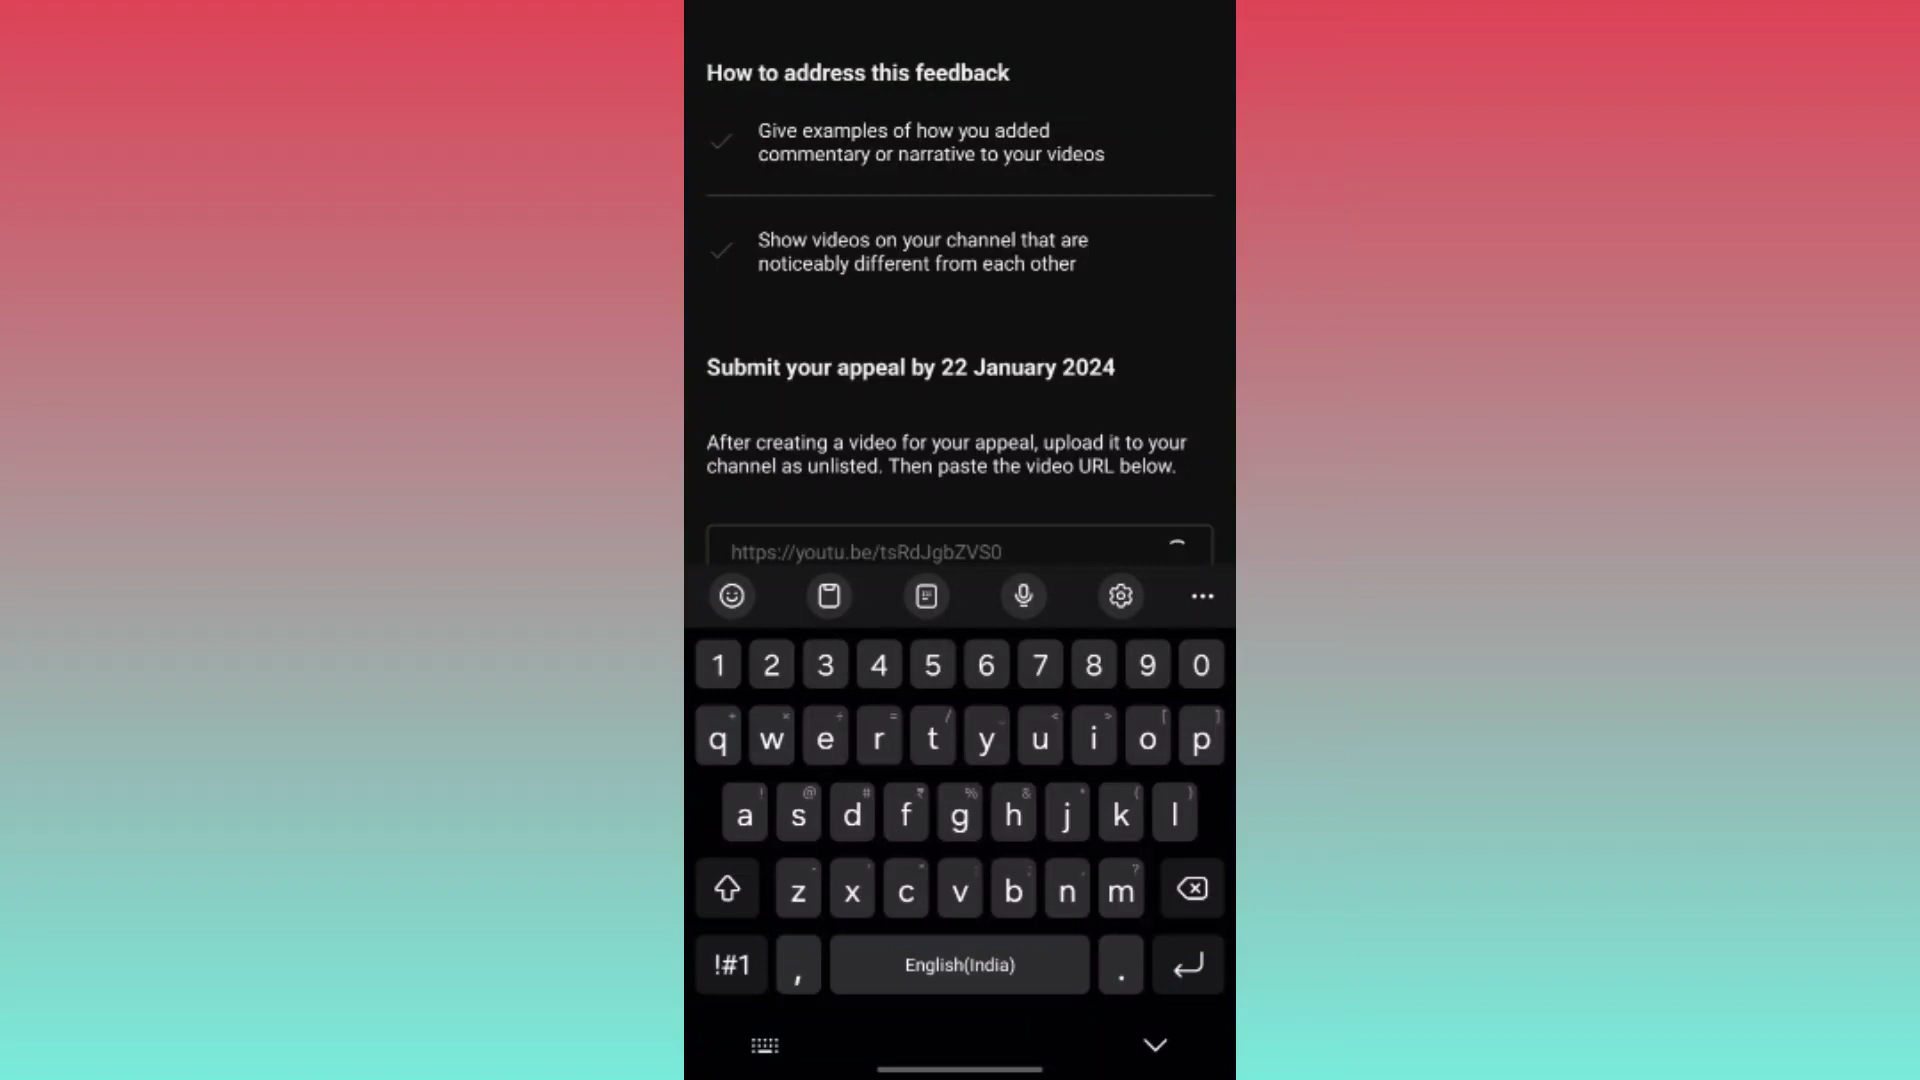 How to address this feedback
Give examples of how you added
commentary or narrative to your videos
Show videos on your channel that are
noticeably different from each other
Submit your appeal by 22 January 2024
After creating a video for your appeal, upload it to your
channel as unlisted. Then paste the video URL below.
https://youtu.be/tsRdJgbZVS0
1 2 3 4 5 6 7 8 9 0
q w e r t y u i o p
a s d f g h j k l
z x c v b n m
!#1 , English(India) .